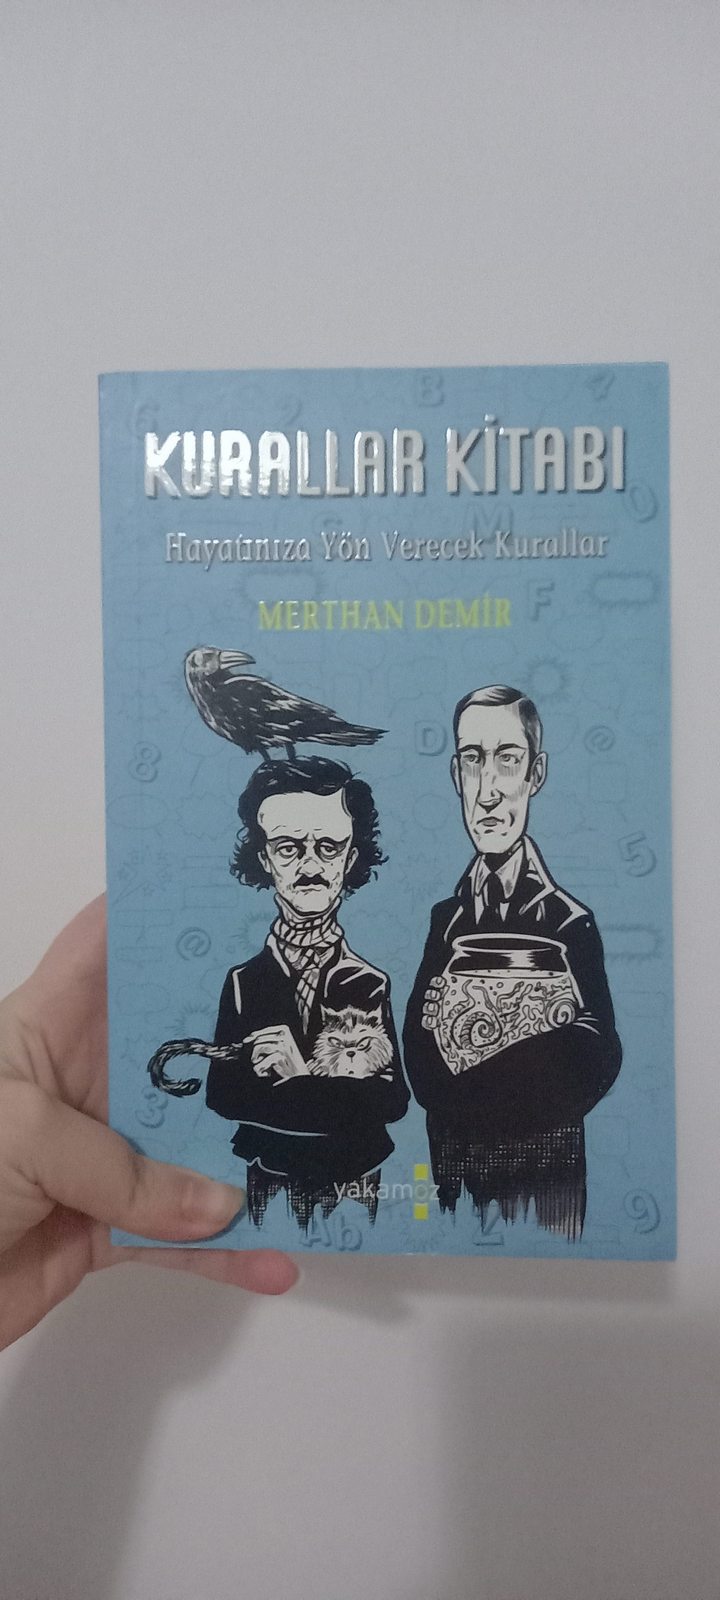 KURALLAR KİTABI
Hayatınıza Yön Verecek Kurallar
MERTHAN DEMİR
yakamoz